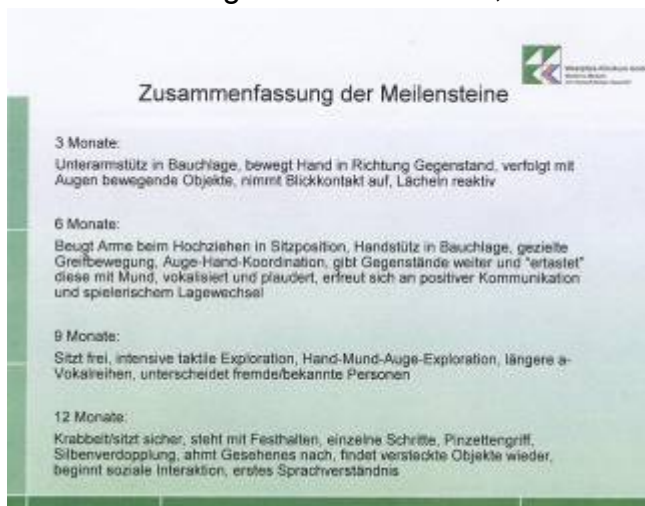 Zusammenfassung der Meilensteine
3 Monate:
Unterarmstütz in Bauchlage, bewegt Hand in Richtung Gegenstand, verfolgt mit
Augen bewegende Objekte, nimmt Blickkontakt auf, Lächeln reaktiv
6 Monate:
Beugt Arme beim Hochziehen in Sitzposition, Handstütz in Bauchlage, gezielte
Greifbewegung, Auge-Hand-Koordination, gibt Gegenstände weiter und "ertastet"
diese mit Mund, vokalisiert und plaudert, erfreut sich an positiver Kommunikation
und spielerischem Lagewechsel
9 Monate:
Sitzt frei, intensive taktile Exploration, Hand-Mund-Auge-Exploration, längere a-
Vokalreihen, unterscheidet fremde/bekannte Personen
12 Monate:
Krabbelt/sitzt sicher, steht mit Festhalten, einzelne Schritte, Pinzettengriff,
Silbenverdopplung, ahmt Gesehenes nach, findet versteckte Objekte wieder,
beginnt soziale Interaktion, erstes Sprachverständnis